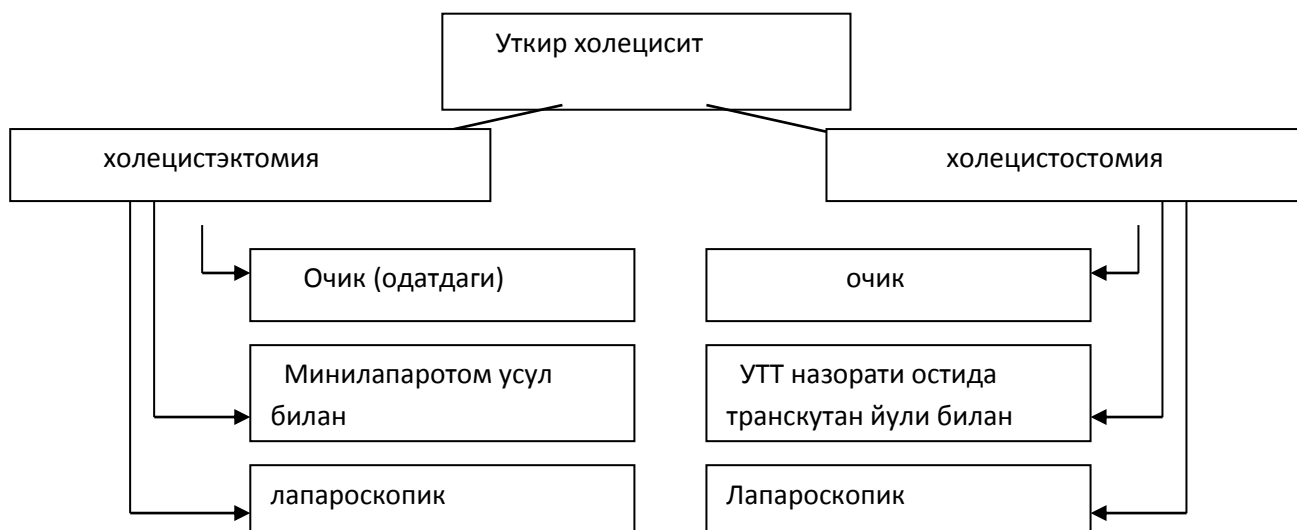 Уткир холецисит
холецистэктомия
холецистостомия
Очик (одатдаги)
очик
Минилапаротом усул
билан
УТТ назорати остида
транскутан йули билан
лапароскопик
Лапароскопик